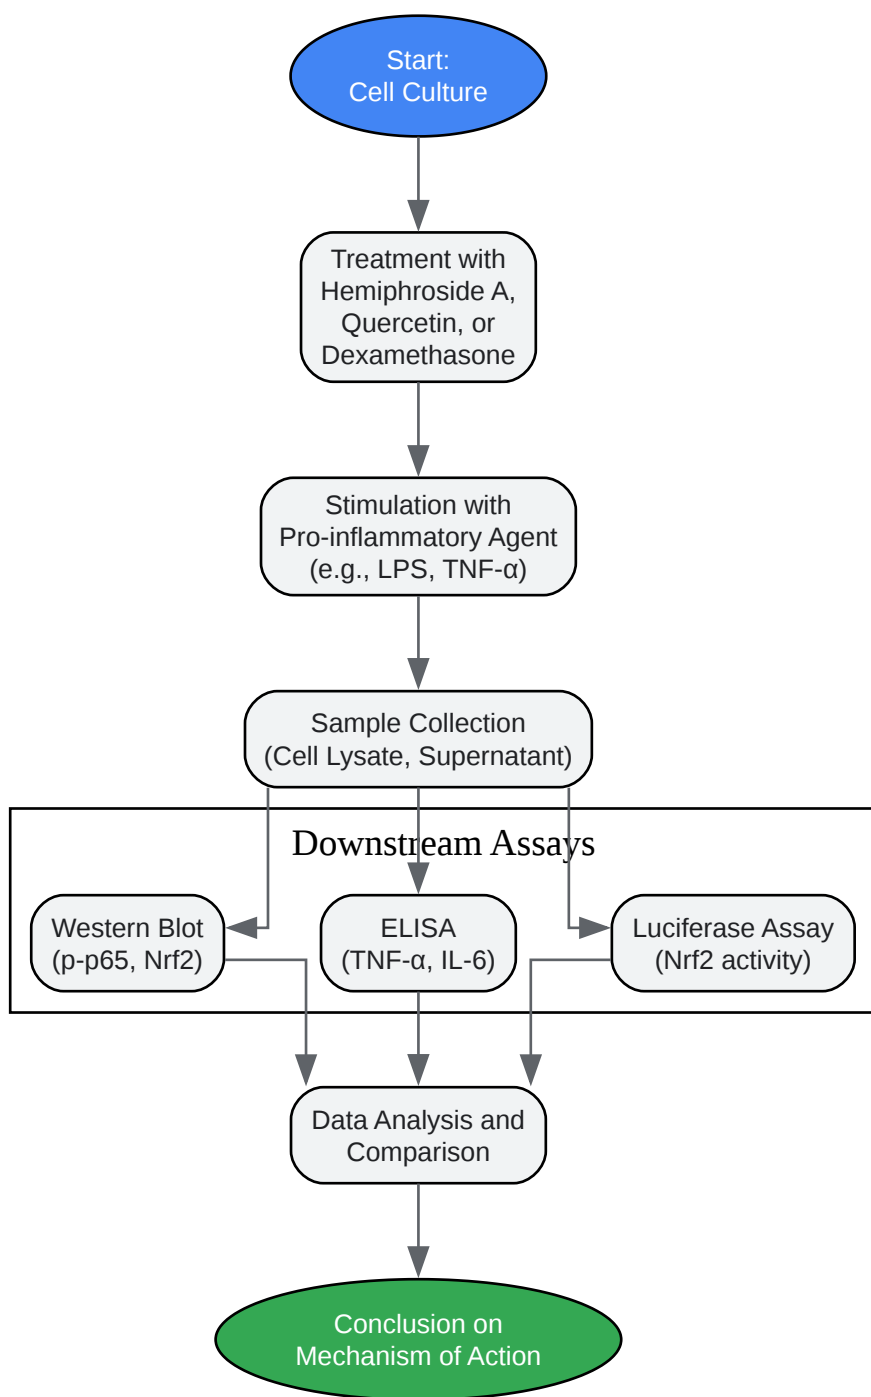 Start:
Cell Culture
Treatment with
Hemiphroside A,
Quercetin, or
Dexamethasone
Stimulation with
Pro-inflammatory Agent
(e.g., LPS, TNF-α)
Sample Collection
(Cell Lysate, Supernatant)
Downstream Assays
Western Blot
(p-p65, Nrf2)
ELISA
(TNF-α, IL-6)
Luciferase Assay
(Nrf2 activity)
Data Analysis and
Comparison
Conclusion on
Mechanism of Action